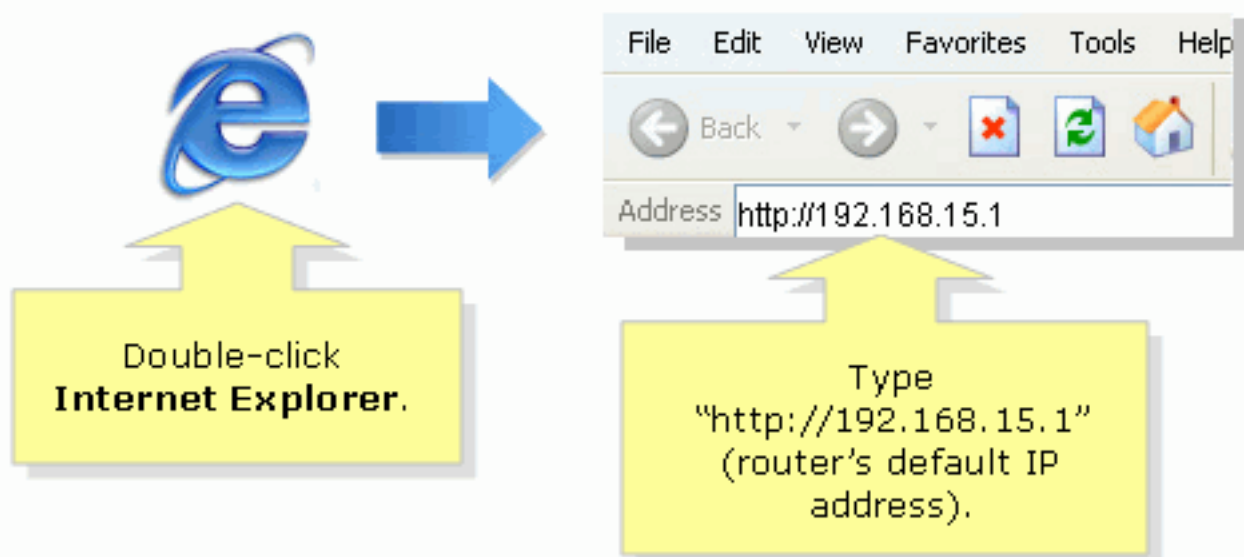 File Edit View Favorites Tools Help
Back
Address http://192.168.15.1
Double-click
Internet Explorer.
Type
“http://192.168.15.1”
(router’s default IP
address).